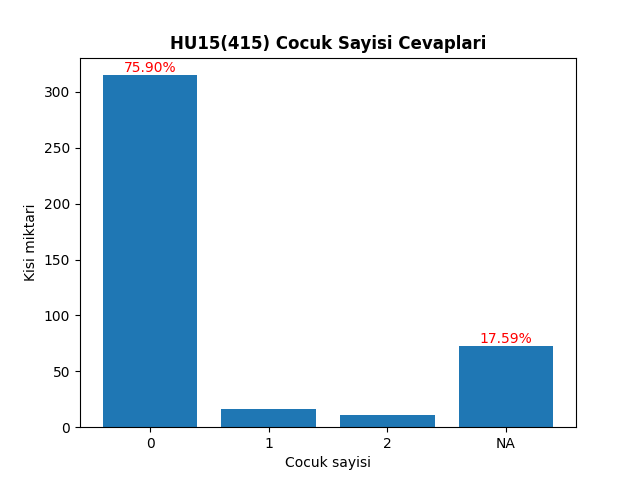 HU15(415) Cocuk Sayisi Cevaplari
75.90%
17.59%
300
250
200
150
100
50
0
Kisi miktari
0 1 2 NA
Cocuk sayisi